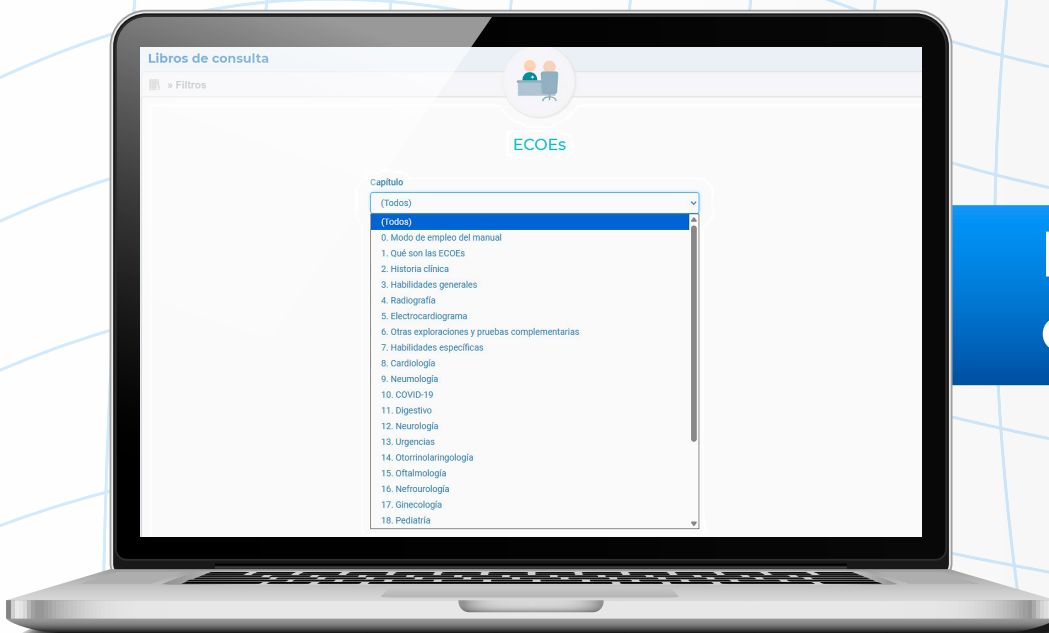 Libros de consulta
» Filtros
ECOEs
Capítulo
(Todos)
(Todos)
0. Modo de empleo del manual
1. Qué son las ECOEs
2. Historia clínica
3. Habilidades generales
4. Radiografía
5. Electrocardiograma
6. Otras exploraciones y pruebas complementarias
7. Habilidades específicas
8. Cardiología
9. Neumología
10. COVID-19
11. Digestivo
12. Neurología
13. Urgencias
14. Otorrinolaringología
15. Oftalmología
16. Nefrourología
17. Ginecología
18. Pediatría